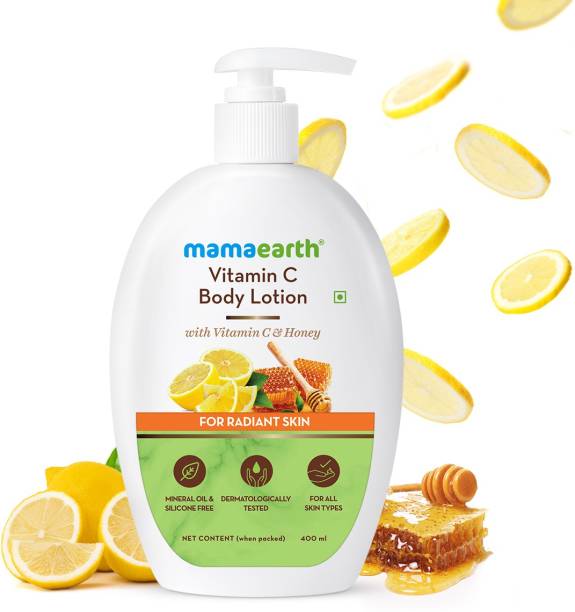 mamaearth®
Vitamin C
Body Lotion
with Vitamin C & Honey
FOR RADIANT SKIN
MINERAL OIL &
SILICONE FREE
DERMATOLOGICALLY
TESTED
FOR ALL
SKIN TYPES
NET CONTENT (when packed) 400 ml